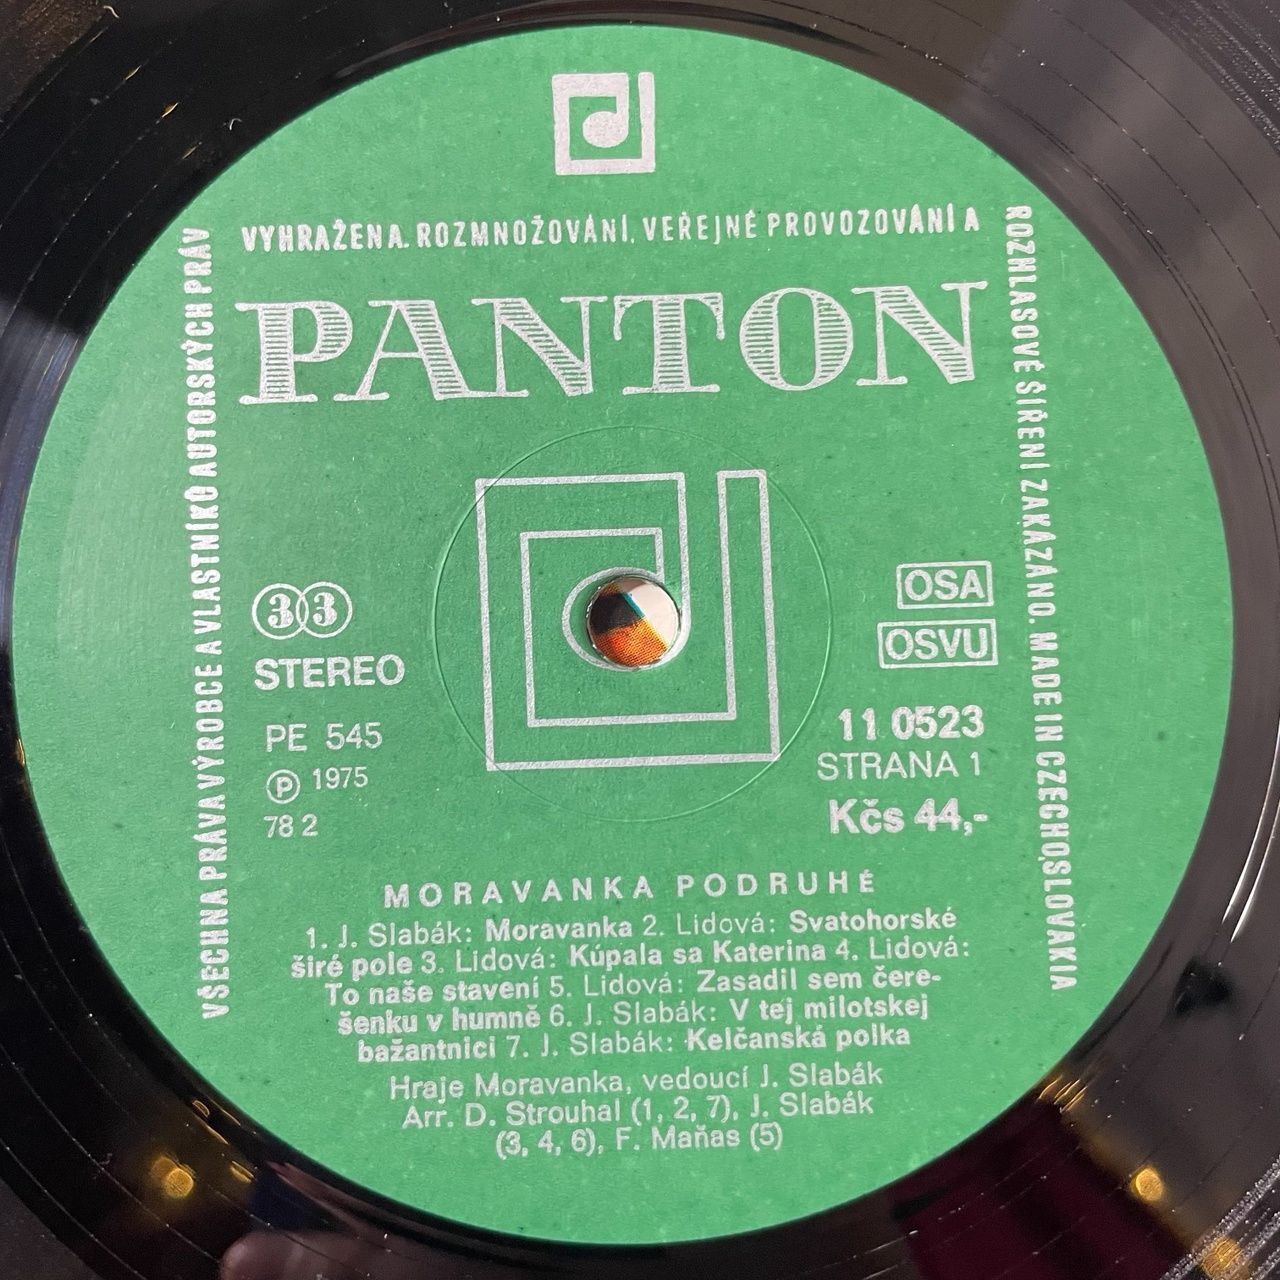 VŠECHNA PRÁVA VÝROBCE A VLASTNÍKŮ AUTORSKÝCH PRÁV
VYHRAŽENA. ROZMNOŽOVÁNÍ, VEŘEJNÉ PROVOZOVÁNÍ A
ROZHLASOVÉ ŠÍŘENÍ ZAKÁZÁNO. MADE IN CZECHOSLOVAKIA
PANTON
33
STEREO
PE 545
Ⓟ 1975
78 2
OSA
OSVU
11 0523
STRANA 1
Kčs 44,-
MORAVANKA PODRUHÉ
1. J. Slabák: Moravanka 2. Lidová: Svatohorské
širé pole 3. Lidová: Kúpala sa Katerina 4. Lidová:
To naše stavení 5. Lidová: Zasadil sem čere-
šenku v humně 6. J. Slabák: V tej milotskej
bažantnici 7. J. Slabák: Kelčanská polka
Hraje Moravanka, vedoucí J. Slabák
Arr. D. Strouhal (1, 2, 7), J. Slabák
(3, 4, 6), F. Maňas (5)